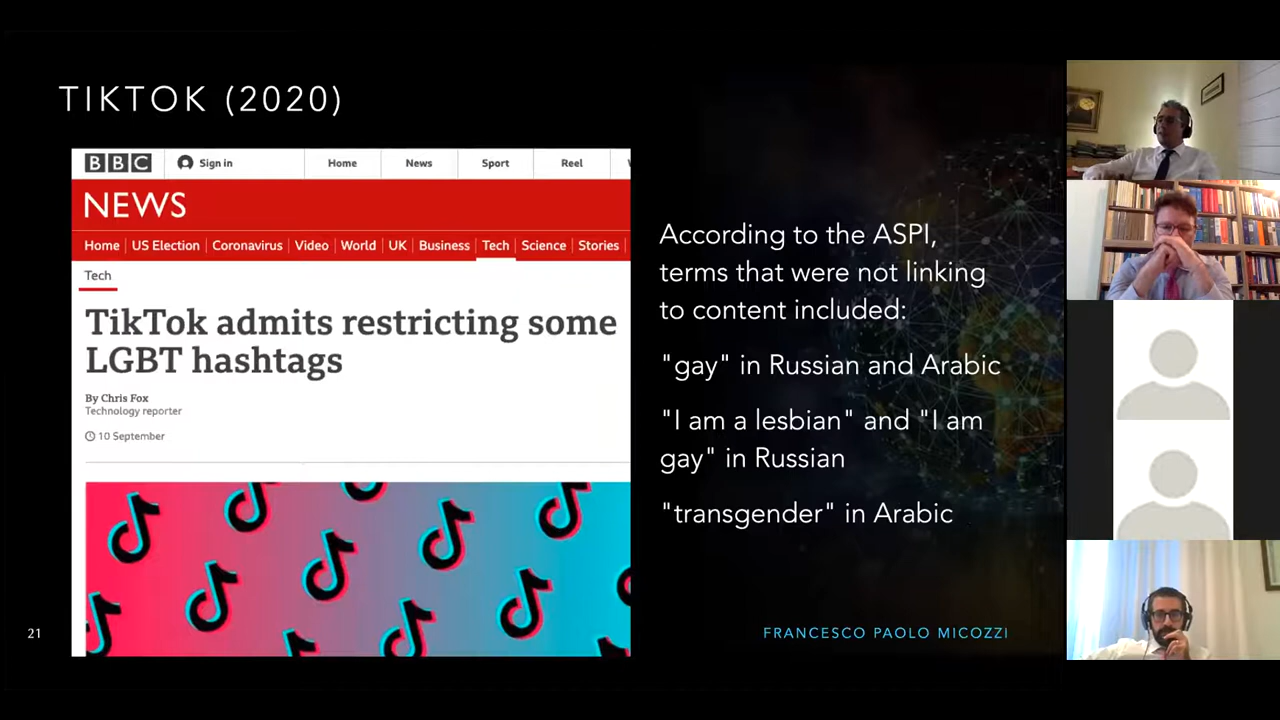 TIKTOK (2020)
BBC
Sign in
Home
News
Sport
Reel
NEWS
Home
US Election
Coronavirus
Video
World
UK
Business
Tech
Science
Stories
Tech
TikTok admits restricting some
LGBT hashtags
By Chris Fox
Technology reporter
10 September
According to the ASPI,
terms that were not linking
to content included:
"gay" in Russian and Arabic
"I am a lesbian" and "I am
gay" in Russian
"transgender" in Arabic
21
FRANCESCO PAOLO MICOZZI